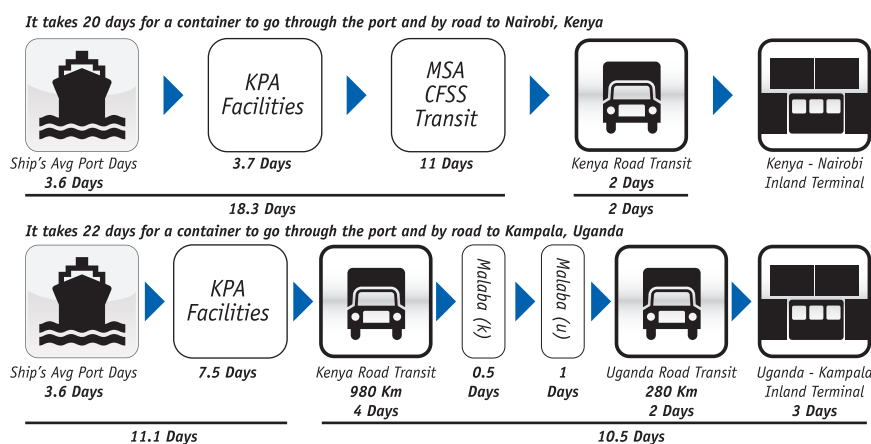 It takes 20 days for a container to go through the port and by road to Nairobi, Kenya
KPA
Facilities
MSA
CFSS
Transit
Ship's Avg Port Days
3.6 Days
3.7 Days
11 Days
Kenya Road Transit
2 Days
Kenya - Nairobi
Inland Terminal
18.3 Days
2 Days
It takes 22 days for a container to go through the port and by road to Kampala, Uganda
KPA
Facilities
Malaba (k)
Malaba (u)
Ship's Avg Port Days
3.6 Days
7.5 Days
Kenya Road Transit
980 Km
4 Days
0.5
Days
1
Days
Uganda Road Transit
280 Km
2 Days
Uganda - Kampala
Inland Terminal
3 Days
11.1 Days
10.5 Days